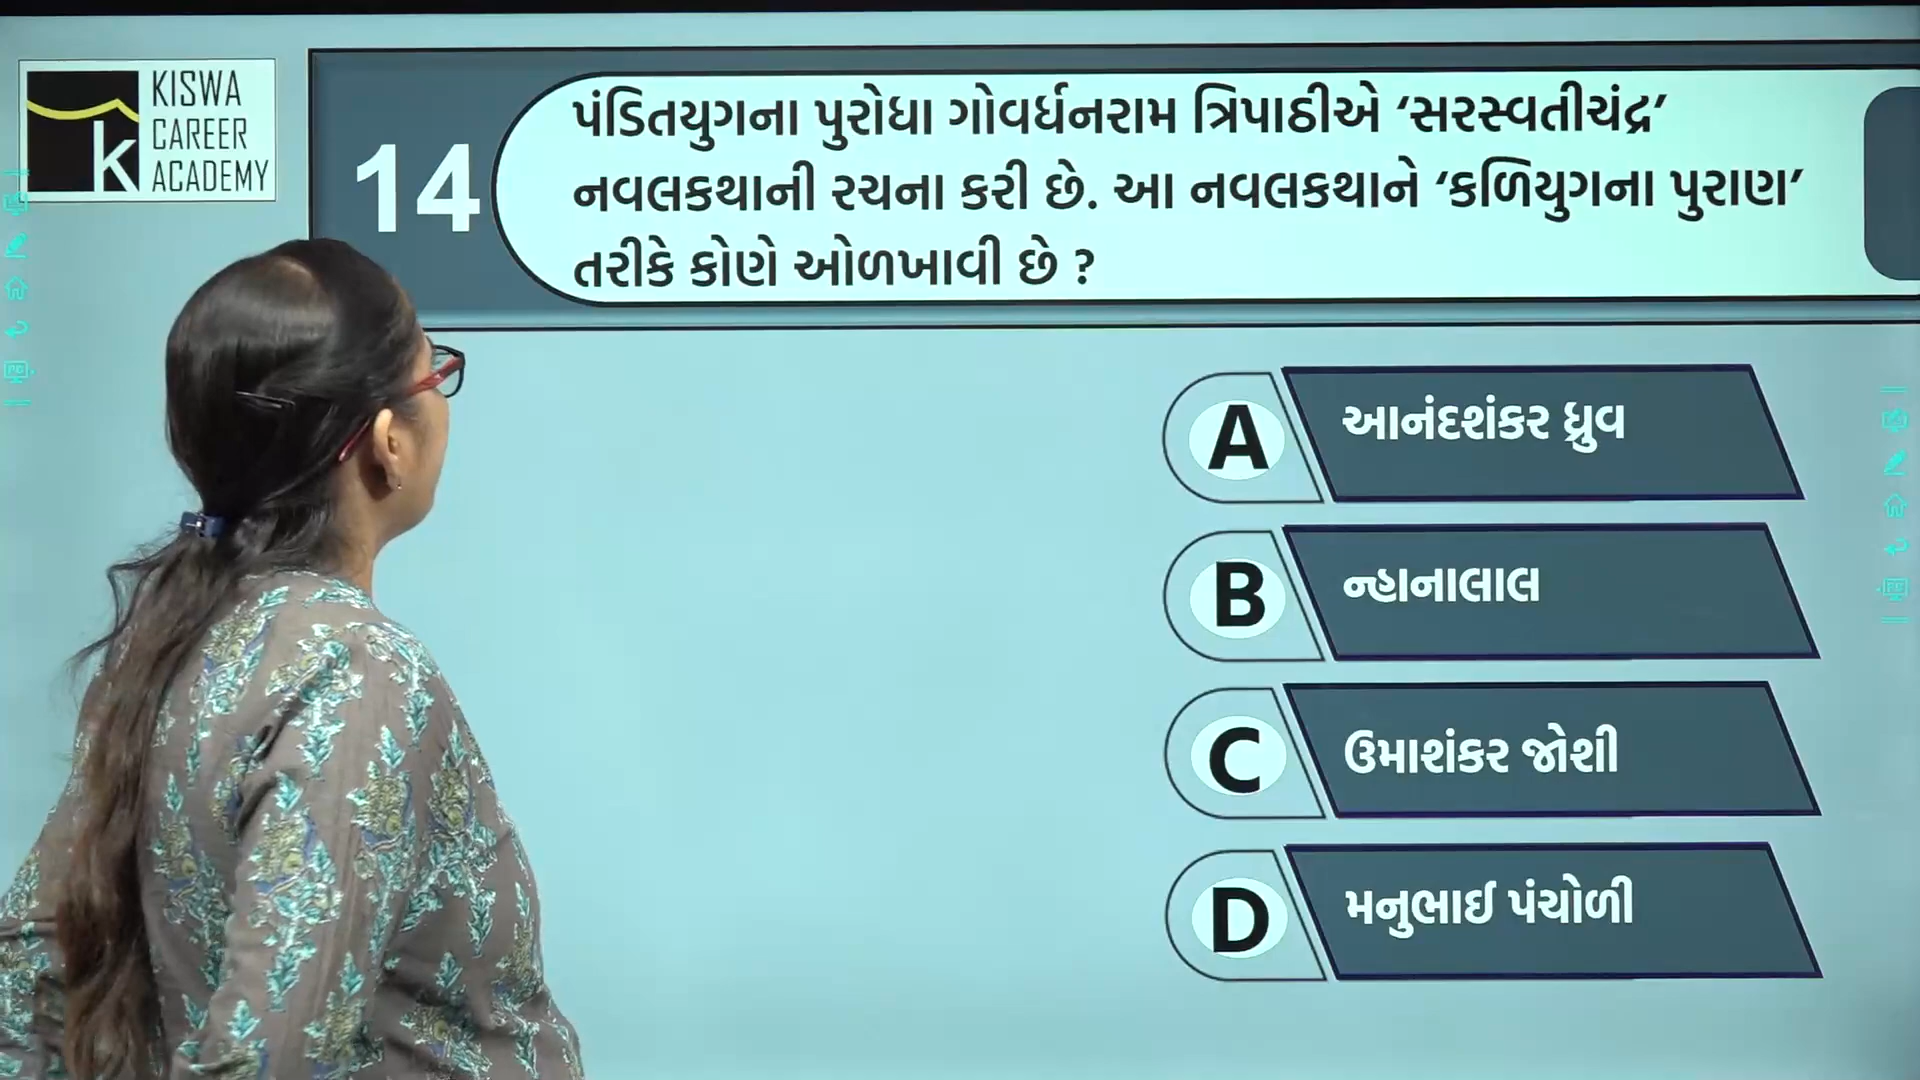 KISWA
CAREER
ACADEMY
k
14
પંડિતયુગના પુરોધા ગોવર્ધનરામ ત્રિપાઠીએ ‘સરસ્વતીચંદ્ર’
નવલકથાની રચના કરી છે. આ નવલકથાને ‘કળિયુગના પુરાણ’
તરીકે કોણે ઓળખાવી છે ?
A આનંદશંકર ધ્રુવ
B ન્હાનાલાલ
C ઉમાશંકર જોશી
D મનુભાઈ પંચોળી